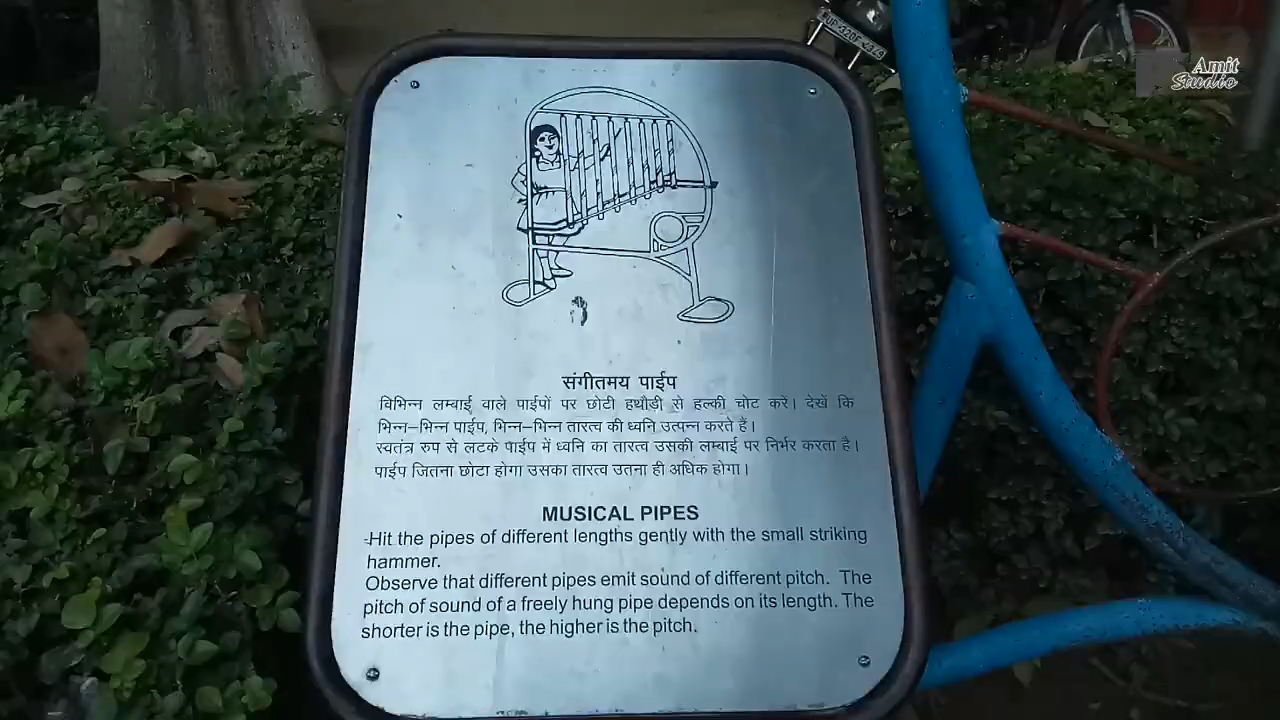 Amit
Studio
संगीतमय पाईप
विभिन्न लम्बाई वाले पाईपों पर छोटी हथौड़ी से हल्की चोट करें। देखें कि
भिन्न–भिन्न पाईप, भिन्न–भिन्न तारत्व की ध्वनि उत्पन्न करते हैं।
स्वतंत्र रुप से लटके पाईप में ध्वनि का तारत्व उसकी लम्बाई पर निर्भर करता है।
पाईप जितना छोटा होगा उसका तारत्व उतना ही अधिक होगा।
MUSICAL PIPES
-Hit the pipes of different lengths gently with the small striking
hammer.
Observe that different pipes emit sound of different pitch. The
pitch of sound of a freely hung pipe depends on its length. The
shorter is the pipe, the higher is the pitch.